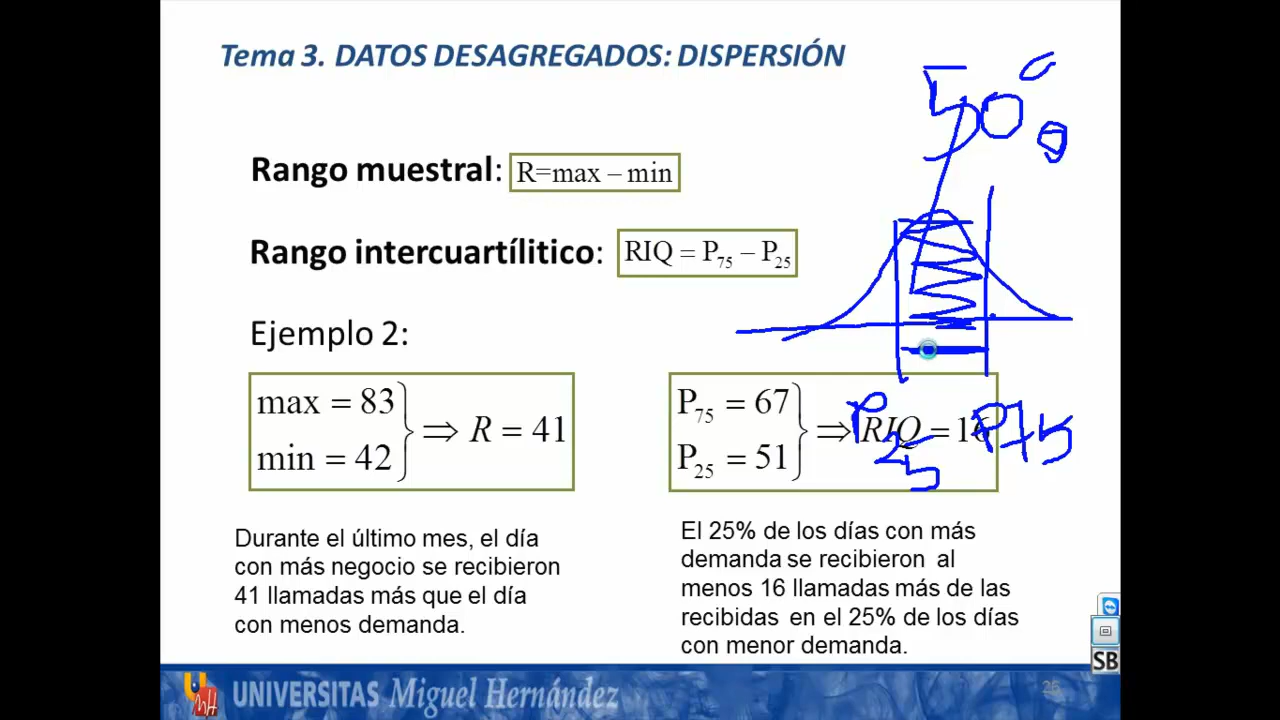 Tema 3. DATOS DESAGREGADOS: DISPERSIÓN
50%
Rango muestral: R=max – min
Rango intercuartílitico: RIQ = P75 – P25
Ejemplo 2:
max = 83
min = 42
⇒ R = 41
P75 = 67
P25 = 51
⇒ RIQ = 16
P25
P75
Durante el último mes, el día
con más negocio se recibieron
41 llamadas más que el día
con menos demanda.
El 25% de los días con más
demanda se recibieron al
menos 16 llamadas más de las
recibidas en el 25% de los días
con menor demanda.
UNIVERSITAS Miguel Hernández
26
SB